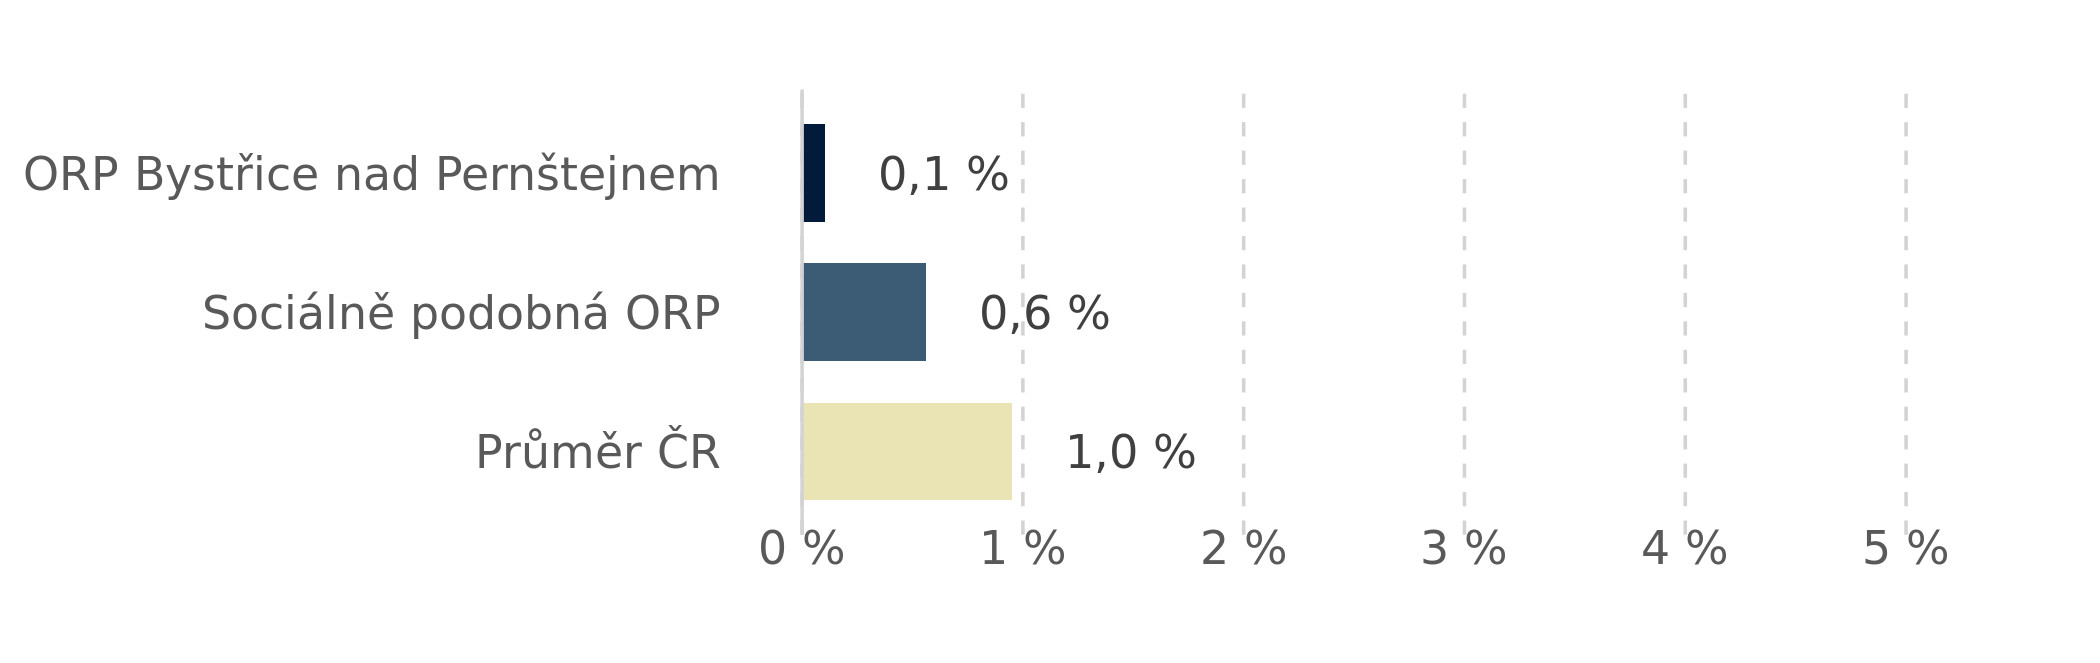 ORP Bystřice nad Pernštejnem 0,1 %
Sociálně podobná ORP 0,6 %
Průměr ČR 1,0 %
0 % 1 % 2 % 3 % 4 % 5 %